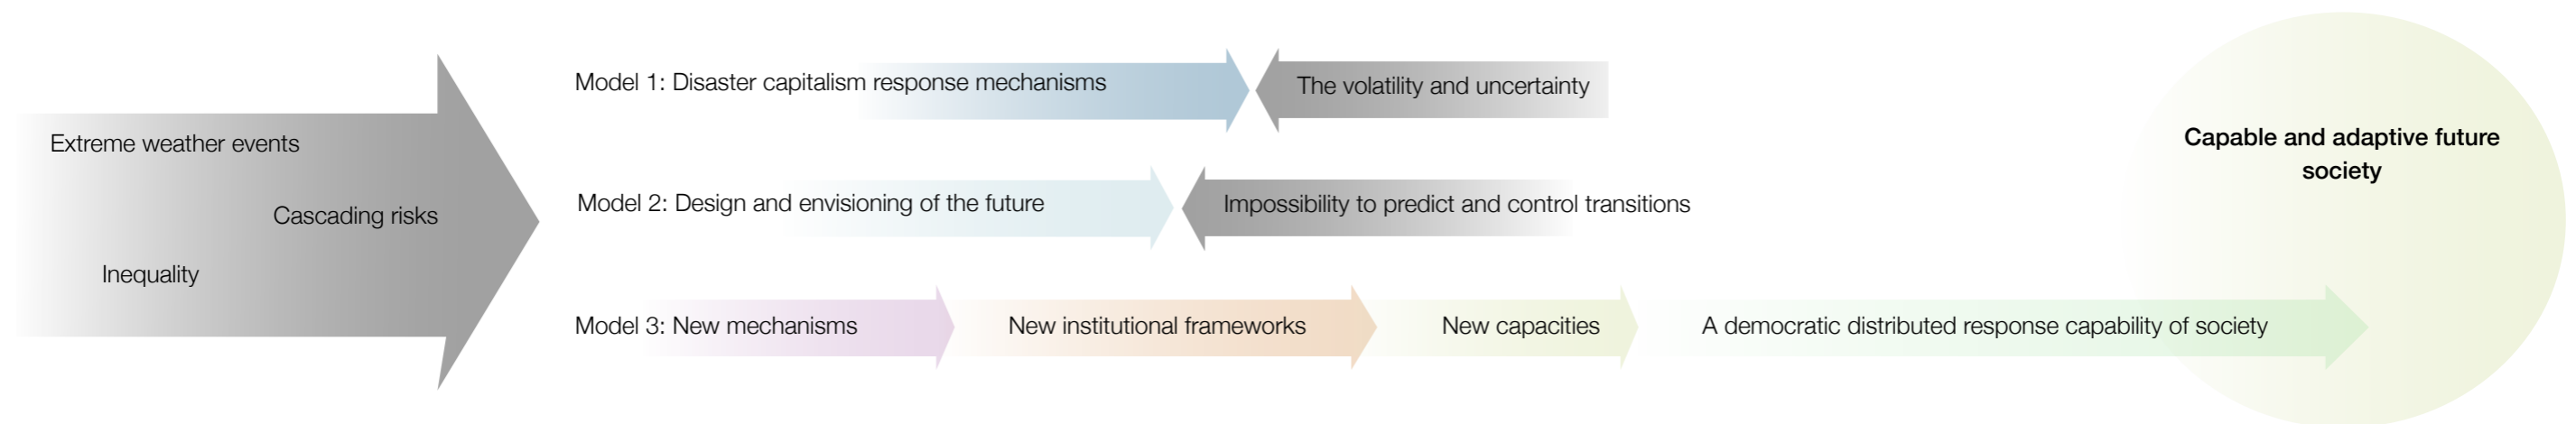 Extreme weather events
Cascading risks
Inequality
Model 1: Disaster capitalism response mechanisms
The volatility and uncertainty
Model 2: Design and envisioning of the future
Impossibility to predict and control transitions
Model 3: New mechanisms
New institutional frameworks
New capacities
A democratic distributed response capability of society
Capable and adaptive future
society